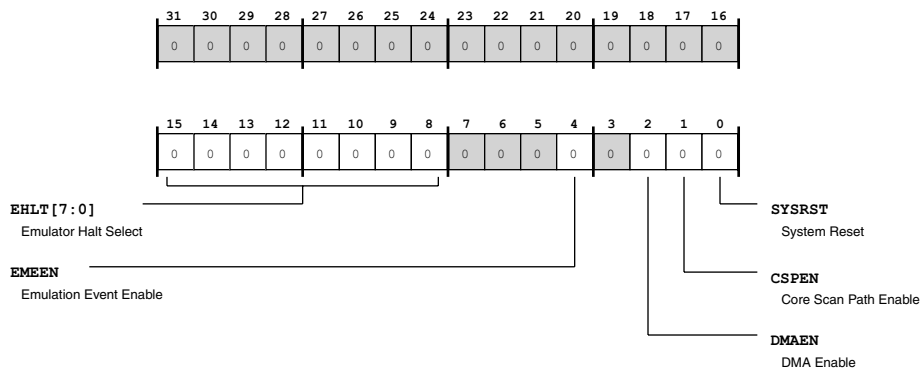 31 30 29 28 27 26 25 24 23 22 21 20 19 18 17 16
0 0 0 0 0 0 0 0 0 0 0 0 0 0 0 0
15 14 13 12 11 10 9 8 7 6 5 4 3 2 1 0
0 0 0 0 0 0 0 0 0 0 0 0 0 0 0 0
EHLT[7:0]
Emulator Halt Select
EMEEN
Emulation Event Enable
SYSRST
System Reset
CSPEN
Core Scan Path Enable
DMAEN
DMA Enable